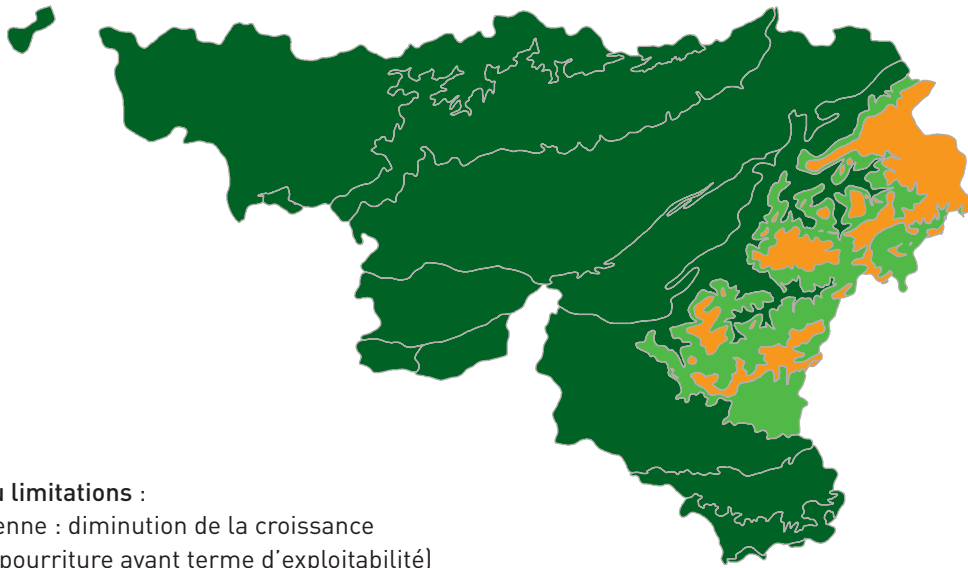 limitations :
enne : diminution de la croissance
pourriture avant terme d'exploitabilité)